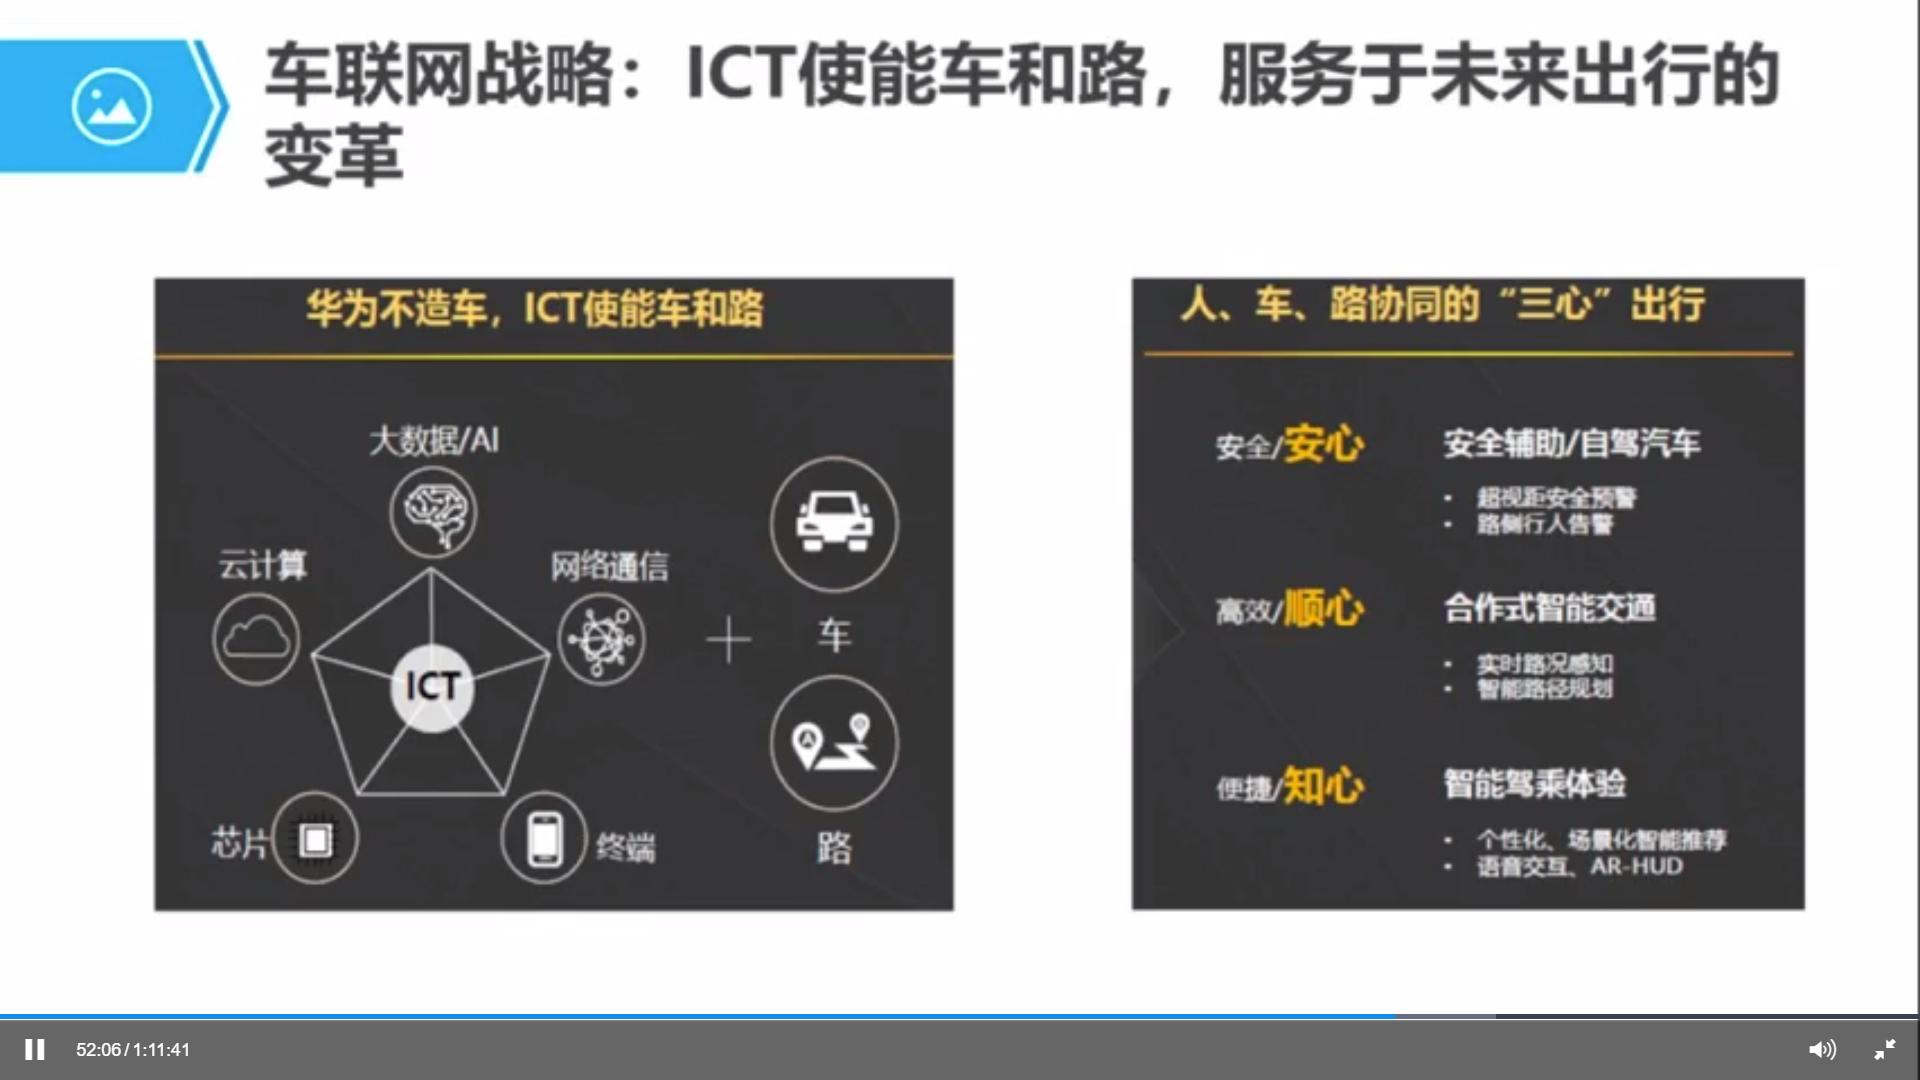 车联网战略：ICT使能车和路，服务于未来出行的
变革
华为不造车，ICT使能车和路
大数据/AI
云计算
网络通信
ICT
芯片
终端
车
路
人、车、路协同的“三心”出行
安全/安心
安全辅助/自驾汽车
• 超视距安全预警
• 路侧行人告警
高效/顺心
合作式智能交通
• 实时路况感知
• 智能路径规划
便捷/知心
智能驾乘体验
• 个性化、场景化智能推荐
• 语音交互、AR-HUD
52:06/1:11:41